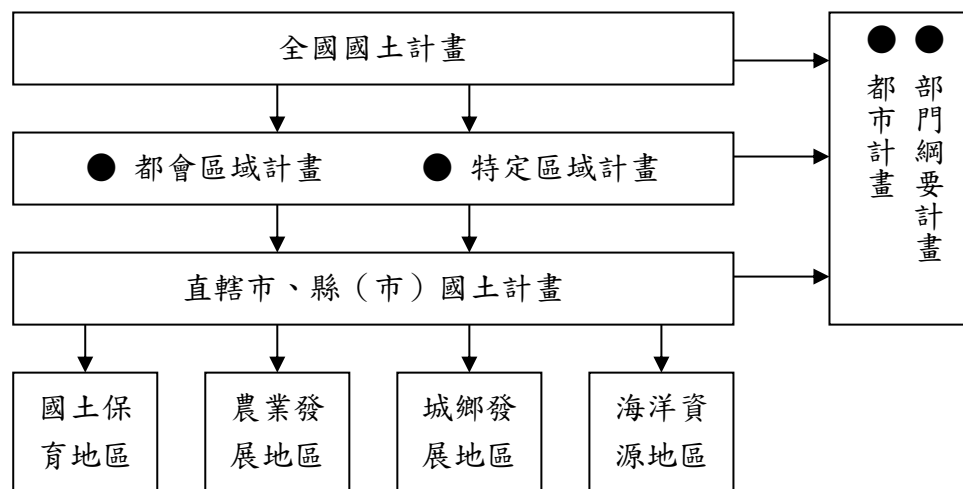 全國國土計畫
● 都會區域計畫
● 特定區域計畫
直轄市、縣（市）國土計畫
國土保
育地區
農業發
展地區
城鄉發
展地區
海洋資
源地區
● 部門綱要計畫
● 都市計畫